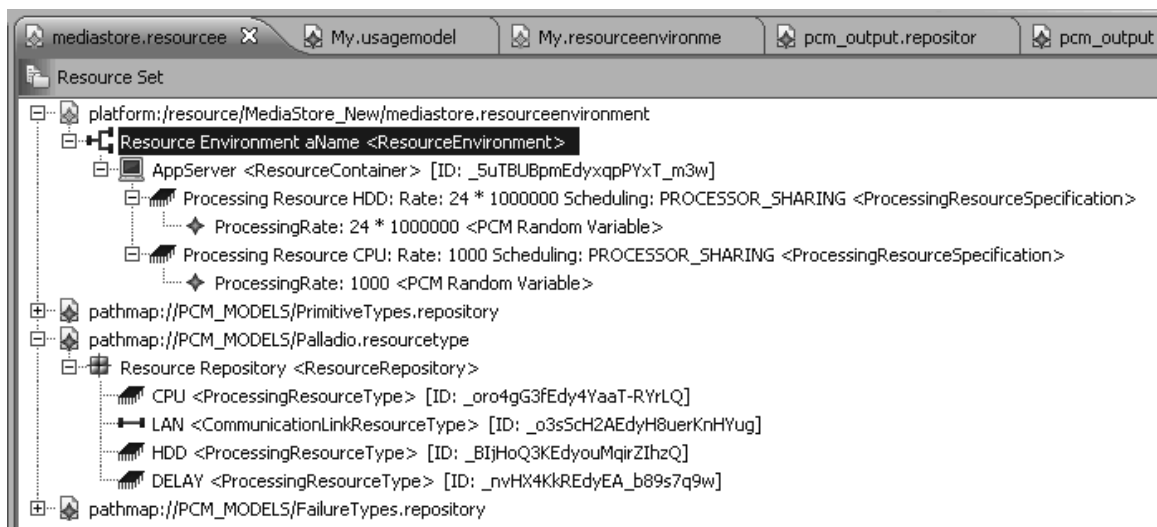 mediastore.resourcee My.usagemodel My.resourceenvironme pcm_output.repositor pcm_output
Resource Set
platform:/resource/MediaStore_New/mediastore.resourceenvironment
Resource Environment aName <ResourceEnvironment>
AppServer <ResourceContainer> [ID: _5uTBUBpmEdyxqpPYxT_m3w]
Processing Resource HDD: Rate: 24 * 1000000 Scheduling: PROCESSOR_SHARING <ProcessingResourceSpecification>
ProcessingRate: 24 * 1000000 <PCM Random Variable>
Processing Resource CPU: Rate: 1000 Scheduling: PROCESSOR_SHARING <ProcessingResourceSpecification>
ProcessingRate: 1000 <PCM Random Variable>
pathmap://PCM_MODELS/PrimitiveTypes.repository
pathmap://PCM_MODELS/Palladio.resourcetype
Resource Repository <ResourceRepository>
CPU <ProcessingResourceType> [ID: _oro4gG3fEdy4YaaT-RYrLQ]
LAN <CommunicationLinkResourceType> [ID: _o3sScH2AEdyH8uerKnHYug]
HDD <ProcessingResourceType> [ID: _BIjHoQ3KEdyouMqirZIhzQ]
DELAY <ProcessingResourceType> [ID: _nvHX4KkREdyEA_b89s7q9w]
pathmap://PCM_MODELS/FailureTypes.repository